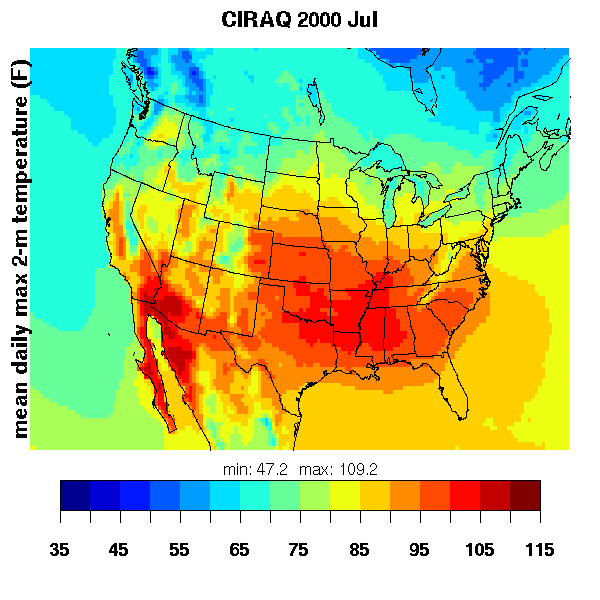 CIRAQ 2000 Jul
mean daily max 2-m temperature (F)
min: 47.2 max: 109.2
35 45 55 65 75 85 95 105 115